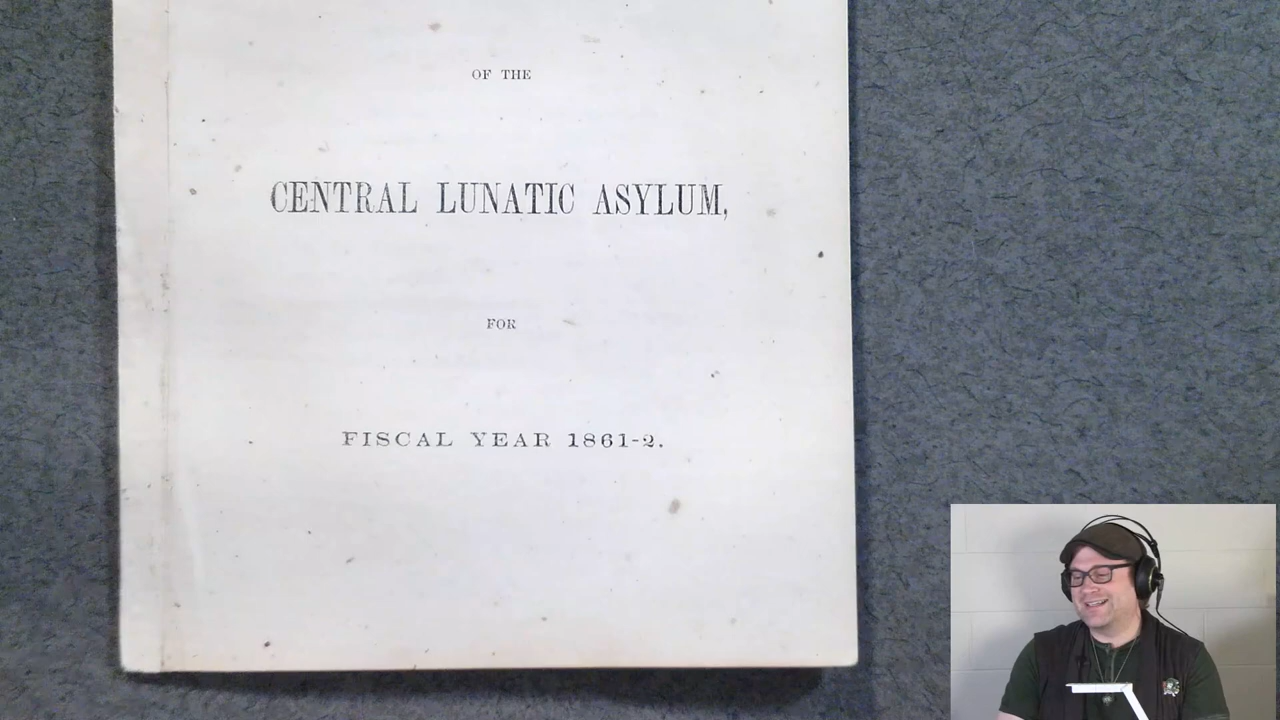 OF THE
CENTRAL LUNATIC ASYLUM,
FOR
FISCAL YEAR 1861-2.